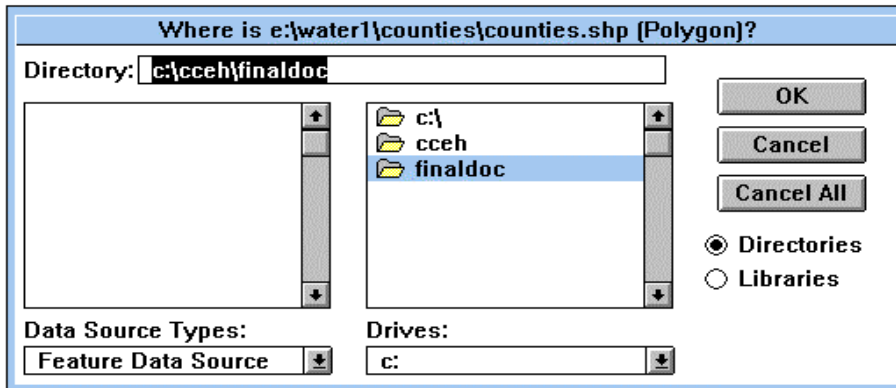 Where is e:\water1\counties\counties.shp (Polygon)?
Directory: c:\cceh\finaldoc
c:\
cceh
finaldoc
OK
Cancel
Cancel All
Directories
Libraries
Data Source Types:
Feature Data Source
Drives:
c: